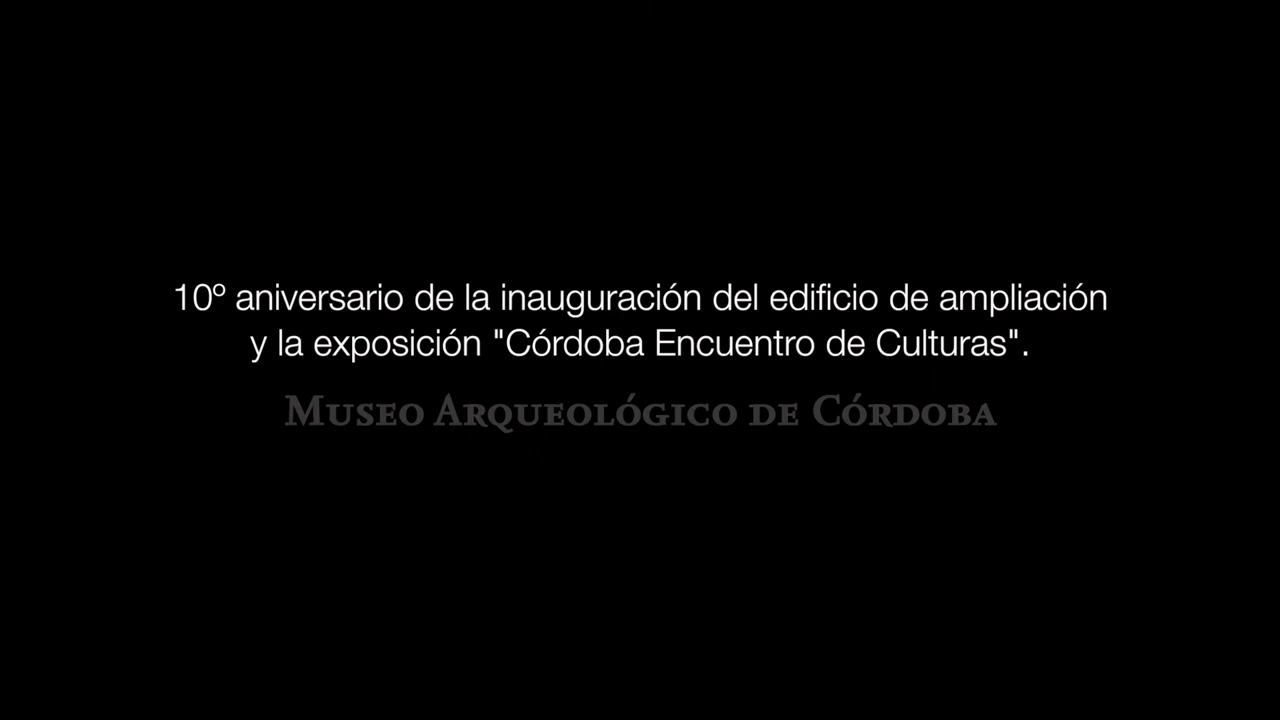 10º aniversario de la inauguración del edificio de ampliación
y la exposición "Córdoba Encuentro de Culturas".
Museo Arqueológico de Córdoba